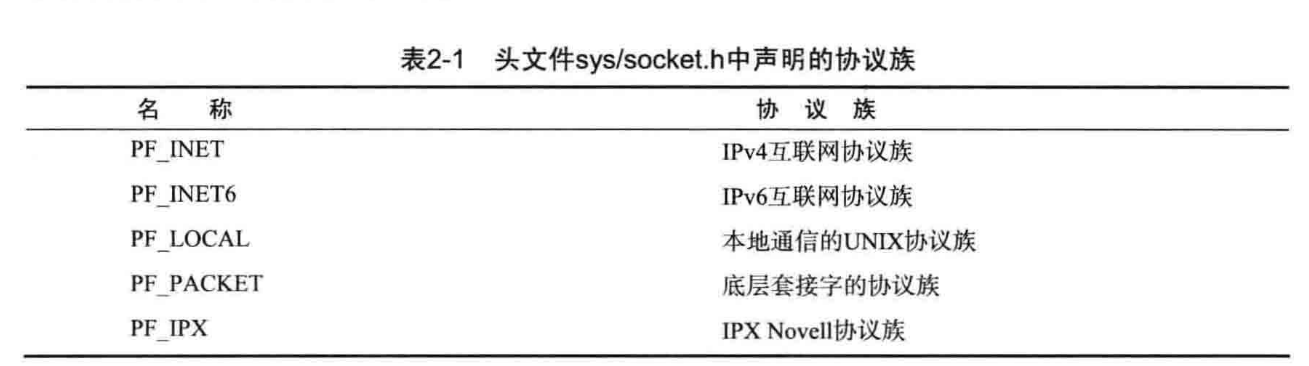 表2-1 头文件sys/socket.h中声明的协议族
名 称 协 议 族
PF_INET IPv4互联网协议族
PF_INET6 IPv6互联网协议族
PF_LOCAL 本地通信的UNIX协议族
PF_PACKET 底层套接字的协议族
PF_IPX IPX Novell协议族